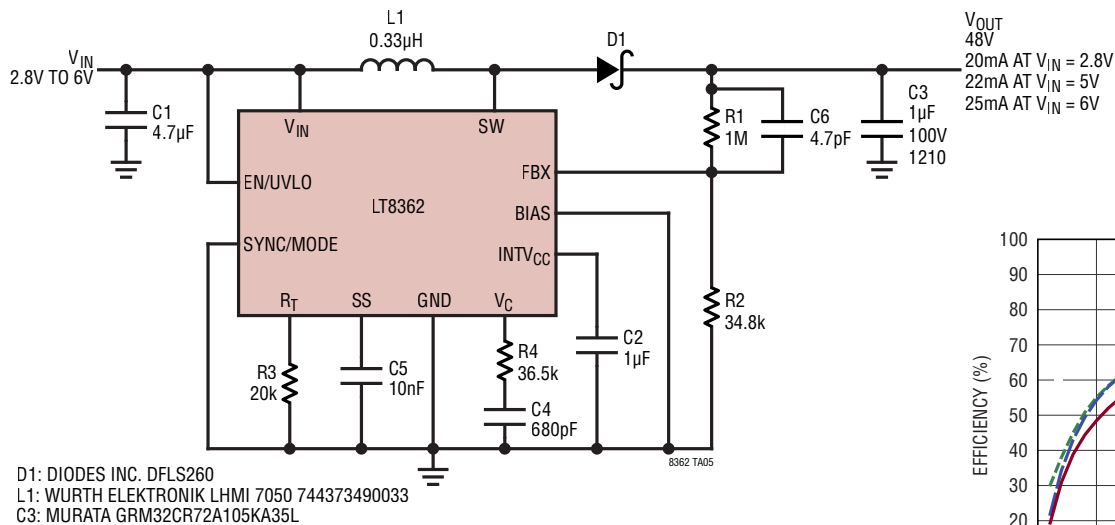 L1
0.33µH
D1
VIN
2.8V TO 6V
VOUT
48V
20mA AT VIN = 2.8V
22mA AT VIN = 5V
25mA AT VIN = 6V
C1
4.7µF
VIN
SW
R1
1M
C6
4.7pF
C3
1µF
100V
1210
EN/UVLO
FBX
LT8362
BIAS
SYNC/MODE
INTVCC
RT
SS
GND
VC
R2
34.8k
R3
20k
C5
10nF
R4
36.5k
C4
680pF
C2
1µF
8362 TA05
D1: DIODES INC. DFLS260
L1: WURTH ELEKTRONIK LHMI 7050 744373490033
C3: MURATA GRM32CR72A105KA35L
EFFICIENCY (%)
100
90
80
70
60
50
40
30
20